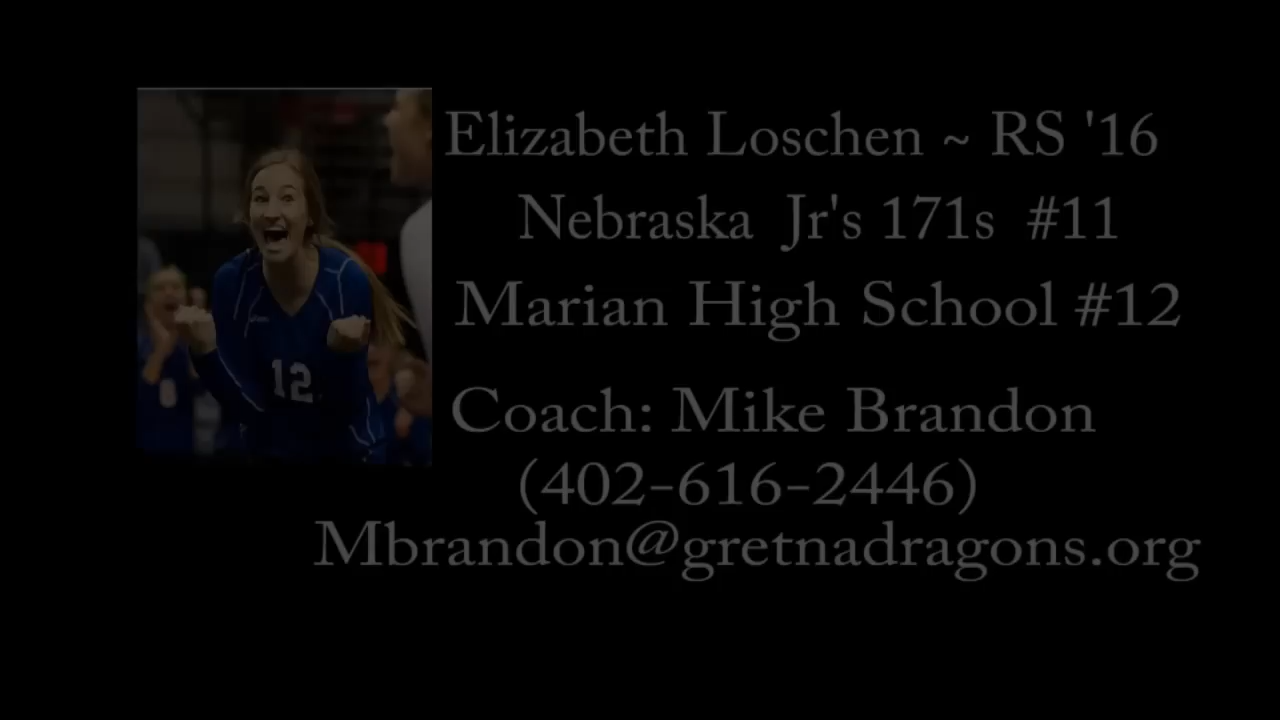 Elizabeth Loschen ~ RS '16
Nebraska Jr's 171s #11
Marian High School #12
Coach: Mike Brandon
(402-616-2446)
Mbrandon@gretnadragons.org
12